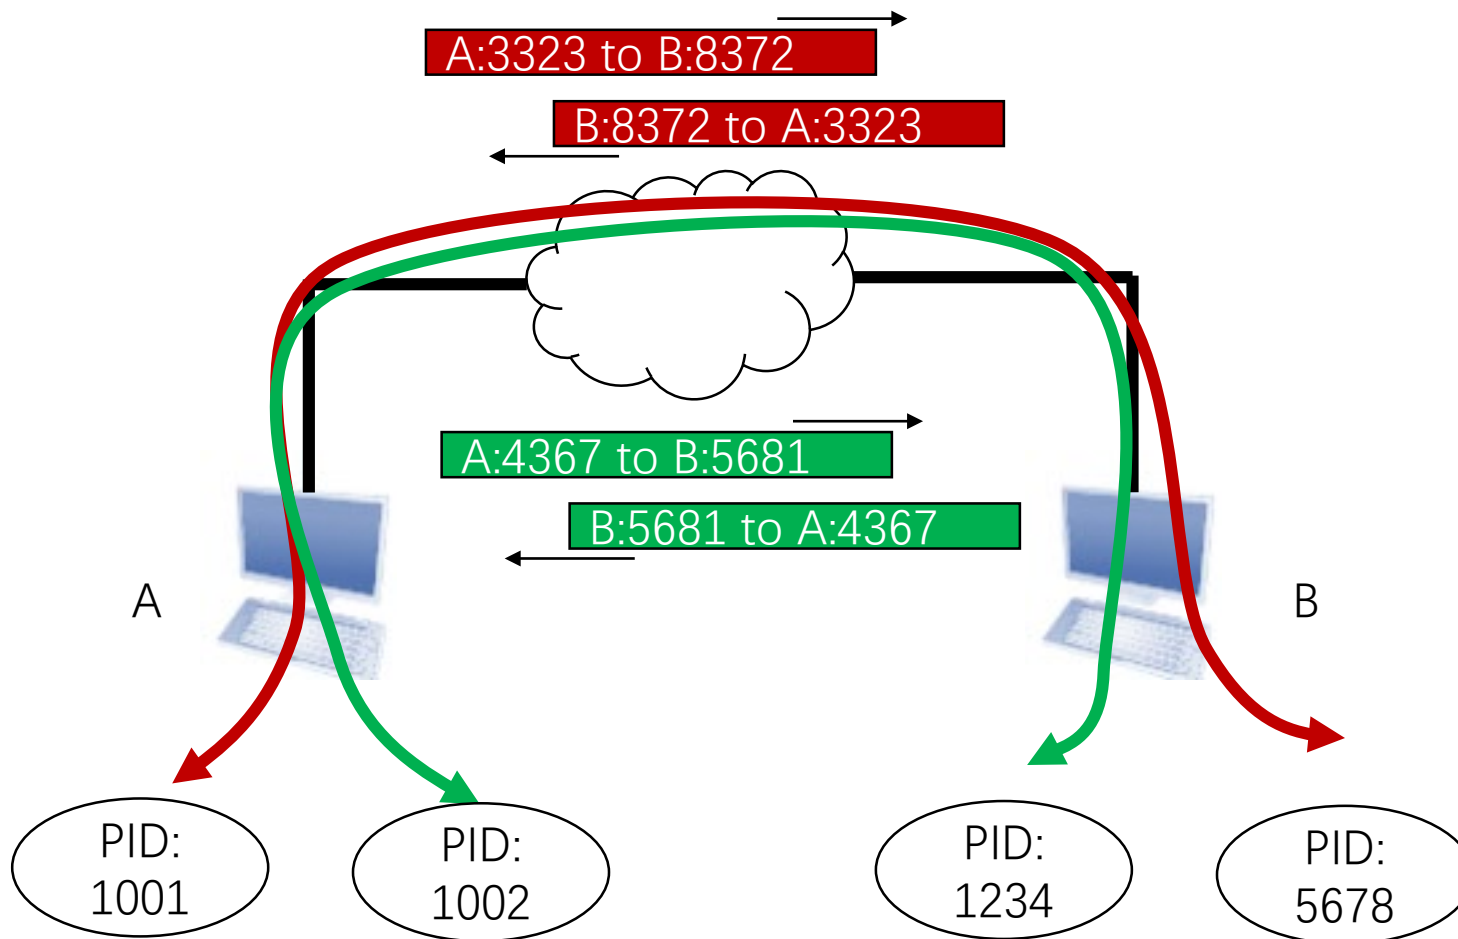 A:3323 to B:8372
B:8372 to A:3323
A:4367 to B:5681
B:5681 to A:4367
A
B
PID:
1001
PID:
1002
PID:
1234
PID:
5678